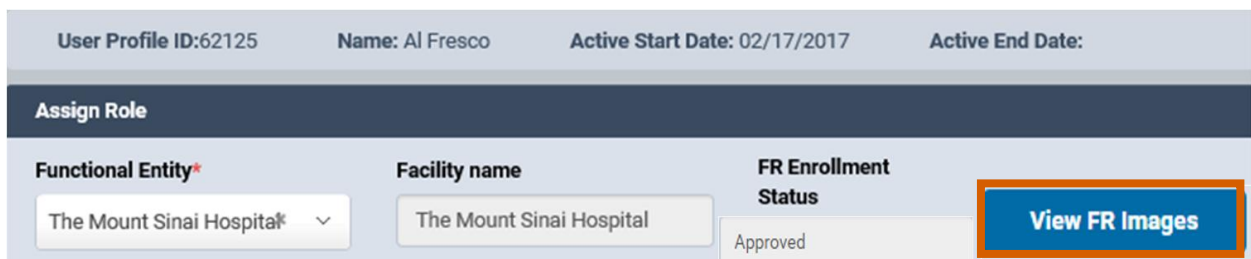 User Profile ID:62125 Name: Al Fresco Active Start Date: 02/17/2017 Active End Date:
Assign Role
Functional Entity* Facility name FR Enrollment
Status
The Mount Sinai Hospital The Mount Sinai Hospital Approved View FR Images